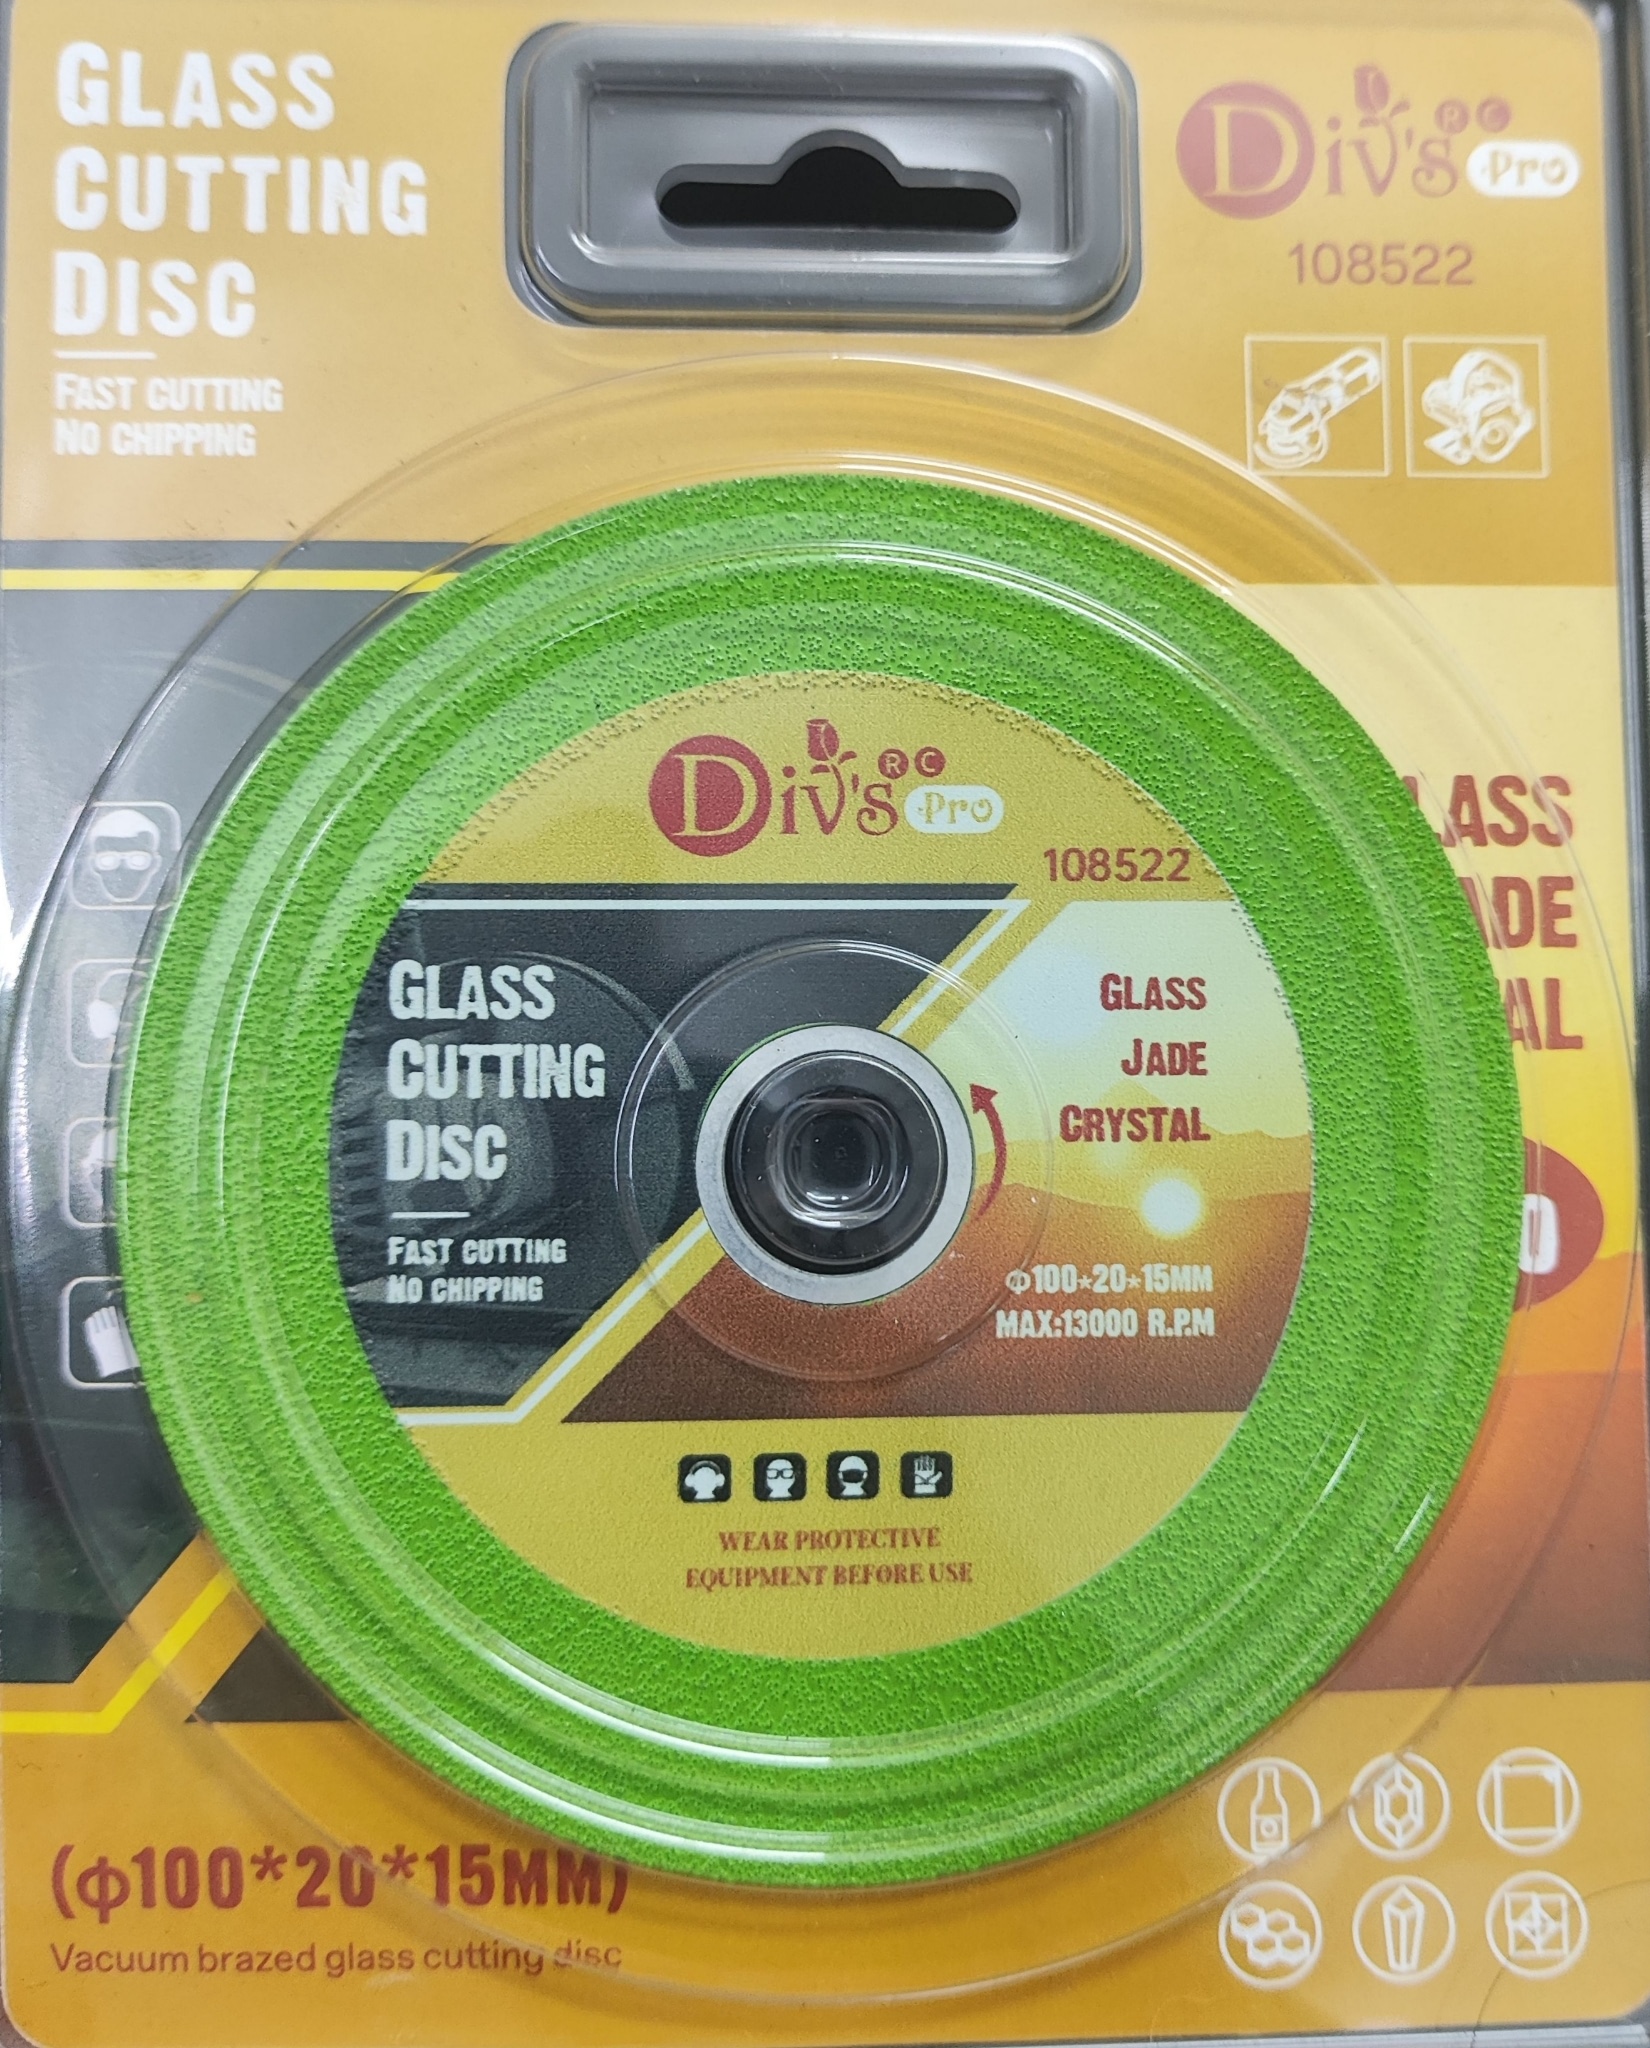 GLASS
CUTTING
DISC
FAST CUTTING
NO CHIPPING
Div's RC Pro
108522
Div's RC Pro
108522
GLASS
CUTTING
DISC
FAST CUTTING
NO CHIPPING
GLASS
JADE
CRYSTAL
Φ100*20*15MM
MAX:13000 R.P.M
WEAR PROTECTIVE
EQUIPMENT BEFORE USE
(Φ100*20*15MM)
Vacuum brazed glass cutting disc